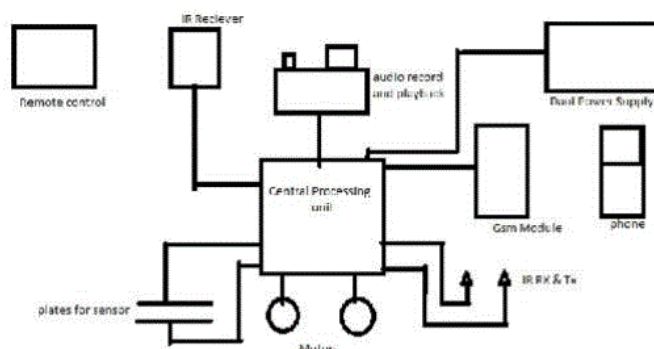 IR Reciever
Remote control
audio record
and playback
Daul Power Supply
Central Processing
unit
Gsm Module
phone
IR RX & Tx
plates for sensor